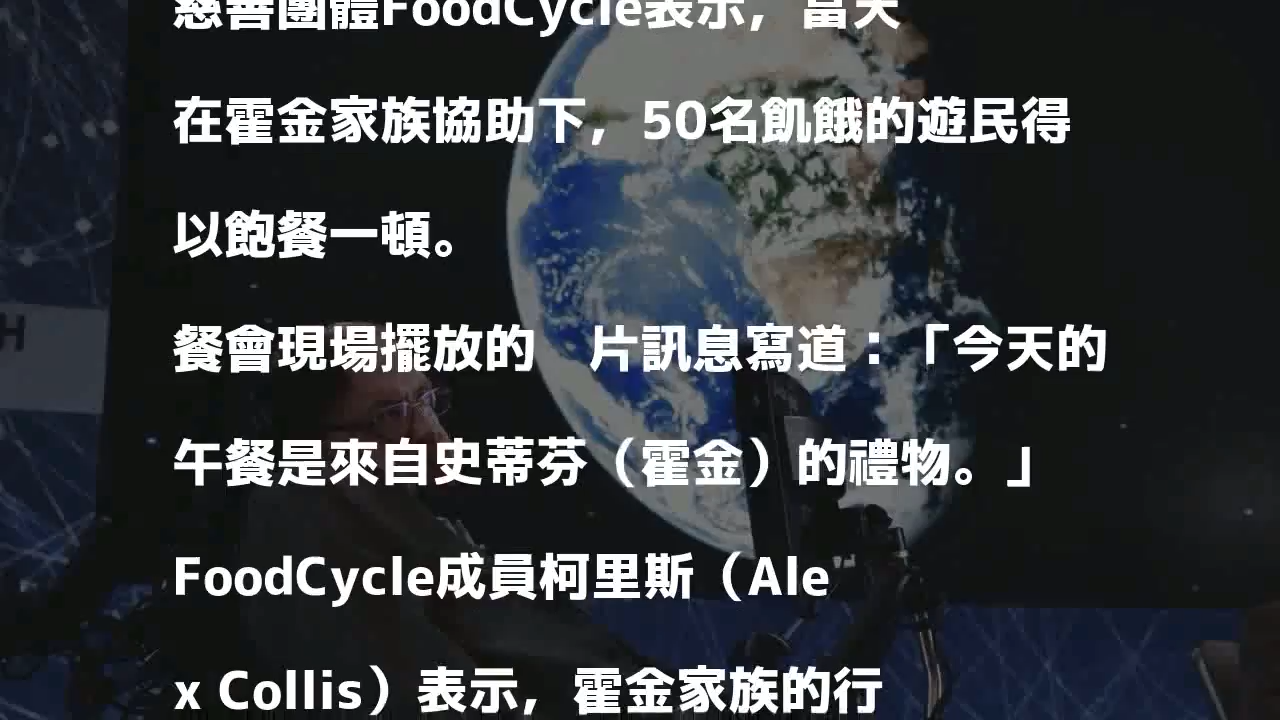 慈善團體FoodCycle表示，當天
在霍金家族協助下，50名飢餓的遊民得
以飽餐一頓。
餐會現場擺放的　片訊息寫道：「今天的
午餐是來自史蒂芬（霍金）的禮物。」
FoodCycle成員柯里斯（Ale
x Collis）表示，霍金家族的行
H